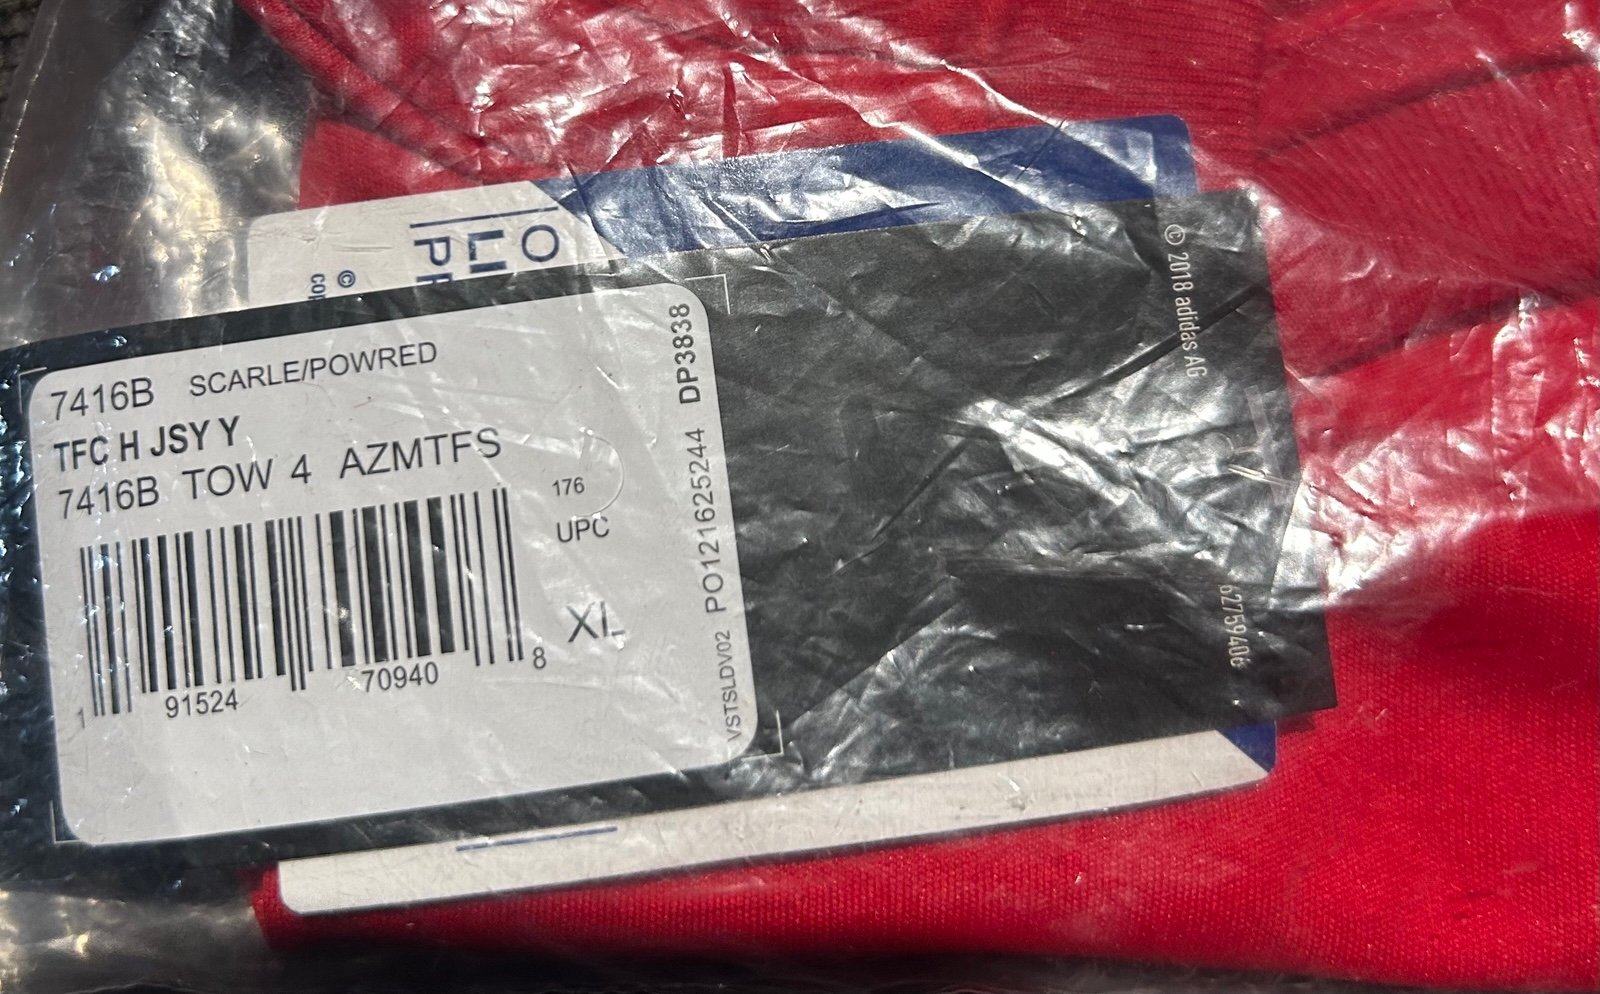 7416B SCARLE/POWRED
TFC H JSY Y
7416B TOW 4 AZMTFS
176
UPC
XL
1 91524 70940 8
VSTSLDV02 PO121625244 DP3838
© 2018 adidas AG
62759406
O
LI
©